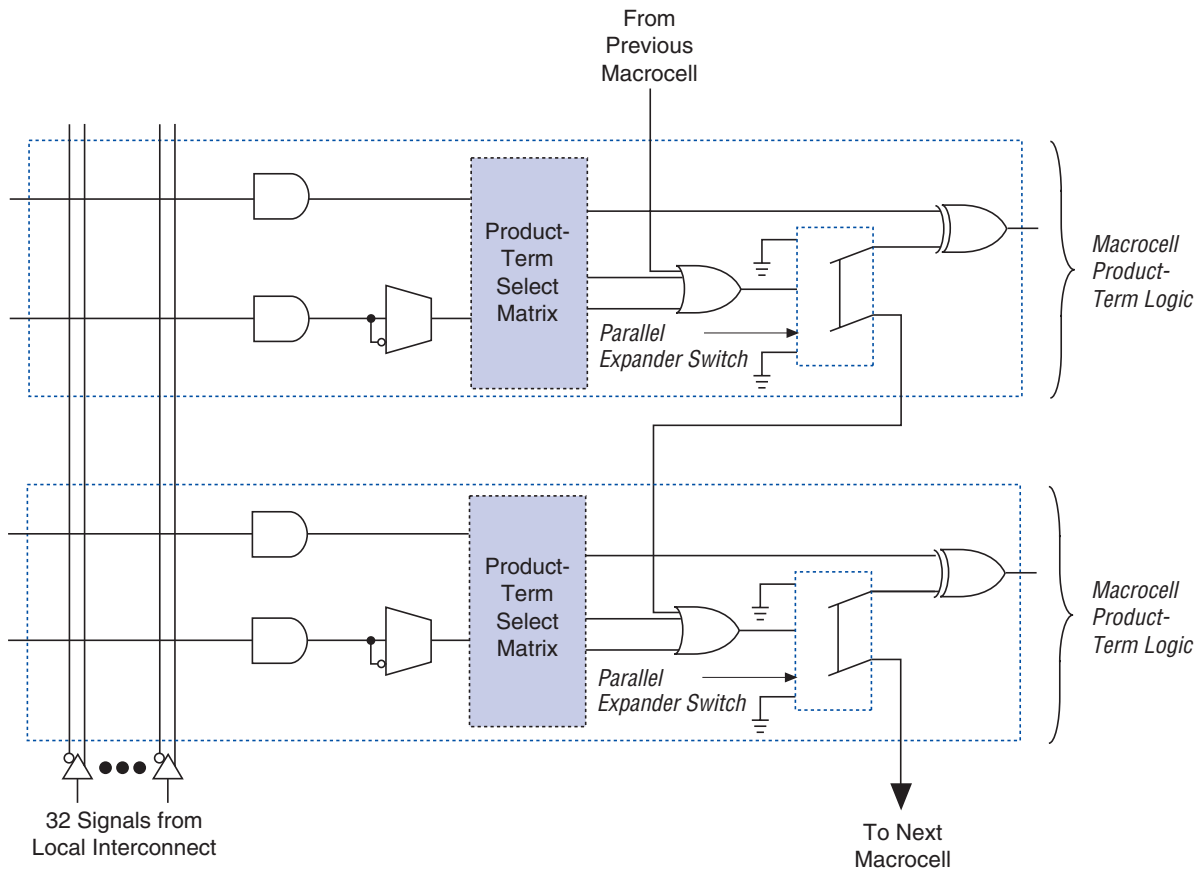 From
Previous
Macrocell
Product-
Term
Select
Matrix
Parallel
Expander Switch
Macrocell
Product-
Term Logic
Product-
Term
Select
Matrix
Parallel
Expander Switch
Macrocell
Product-
Term Logic
32 Signals from
Local Interconnect
To Next
Macrocell